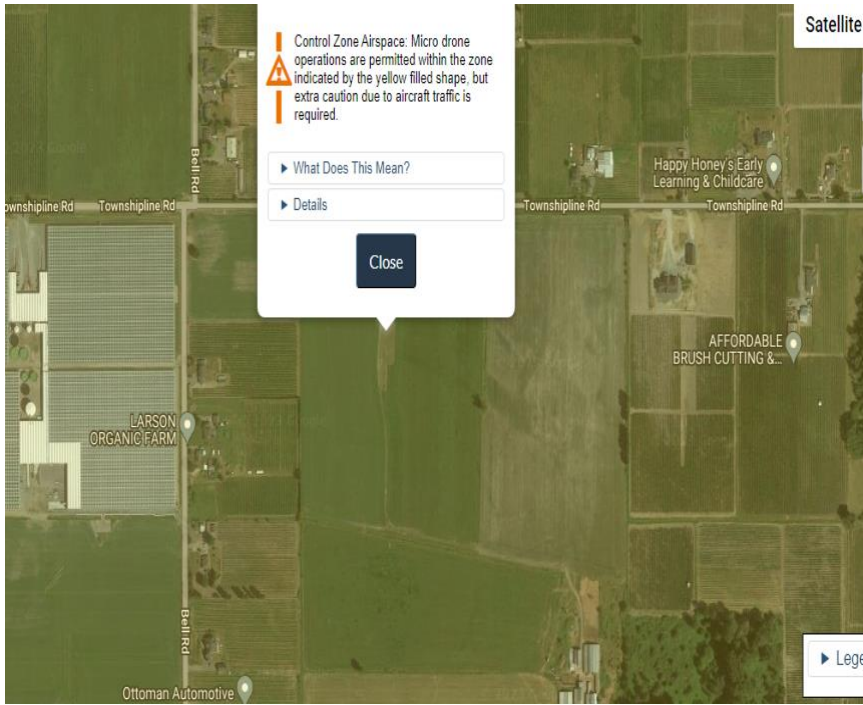 Satellite
Control Zone Airspace: Micro drone
operations are permitted within the zone
indicated by the yellow filled shape, but
extra caution due to aircraft traffic is
required.
What Does This Mean?
Details
Close
Bell Rd
Happy Honey's Early
Learning & Childcare
ownshipline Rd
Townshipline Rd
Townshipline Rd
Townshipline Rd
AFFORDABLE
BRUSH CUTTING &...
LARSON
ORGANIC FARM
Bell Rd
Lege
Ottoman Automotive